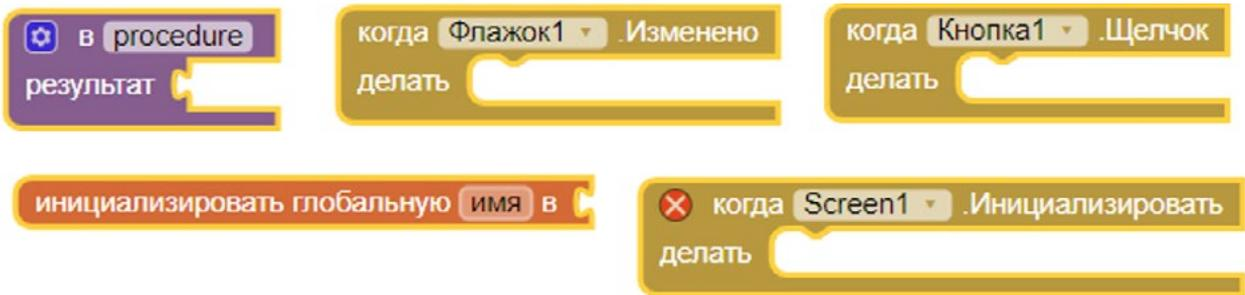 в procedure
результат
когда Флажок1 .Изменено
делать
когда Кнопка1 .Щелчок
делать
инициализировать глобальную имя в
когда Screen1 .Инициализировать
делать